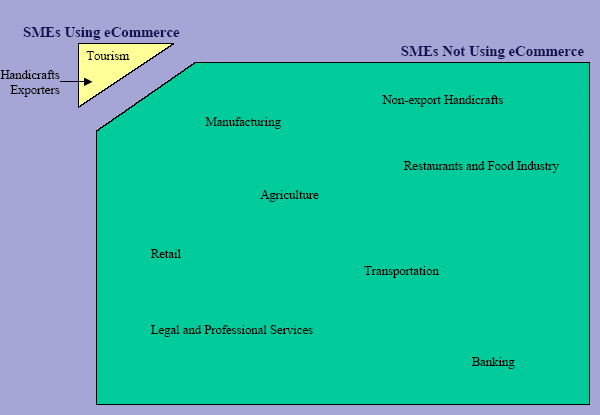 SMEs Using eCommerce
SMEs Not Using eCommerce
Tourism
Handicrafts
Exporters
Non-export Handicrafts
Manufacturing
Restaurants and Food Industry
Agriculture
Retail
Transportation
Legal and Professional Services
Banking